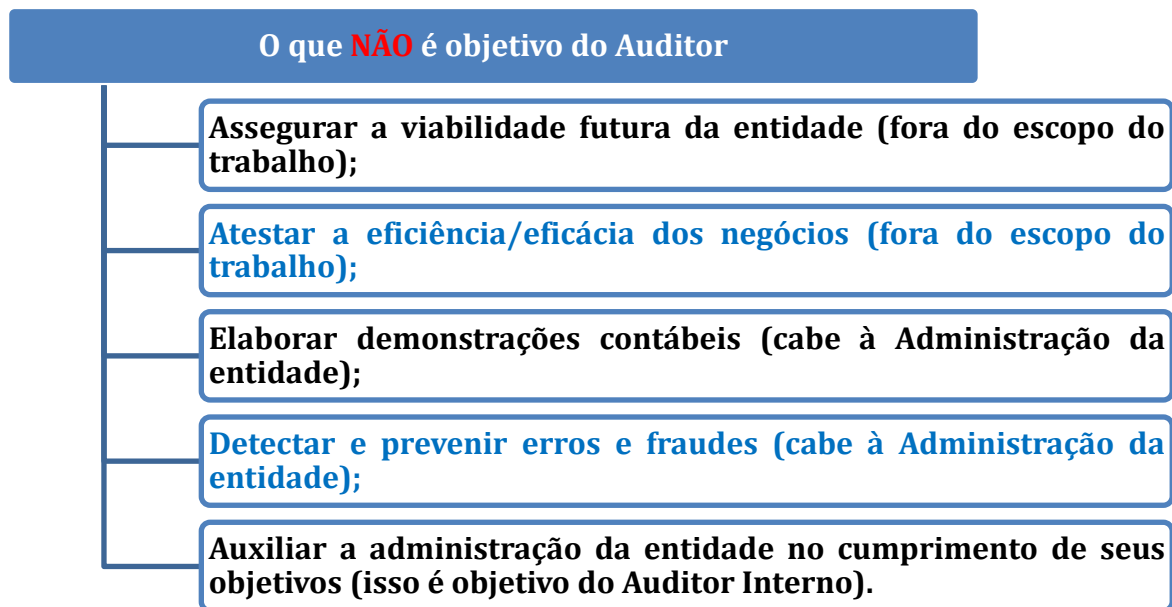 O que NÃO é objetivo do Auditor
Assegurar a viabilidade futura da entidade (fora do escopo do
trabalho);
Atestar a eficiência/eficácia dos negócios (fora do escopo do
trabalho);
Elaborar demonstrações contábeis (cabe à Administração da
entidade);
Detectar e prevenir erros e fraudes (cabe à Administração da
entidade);
Auxiliar a administração da entidade no cumprimento de seus
objetivos (isso é objetivo do Auditor Interno).